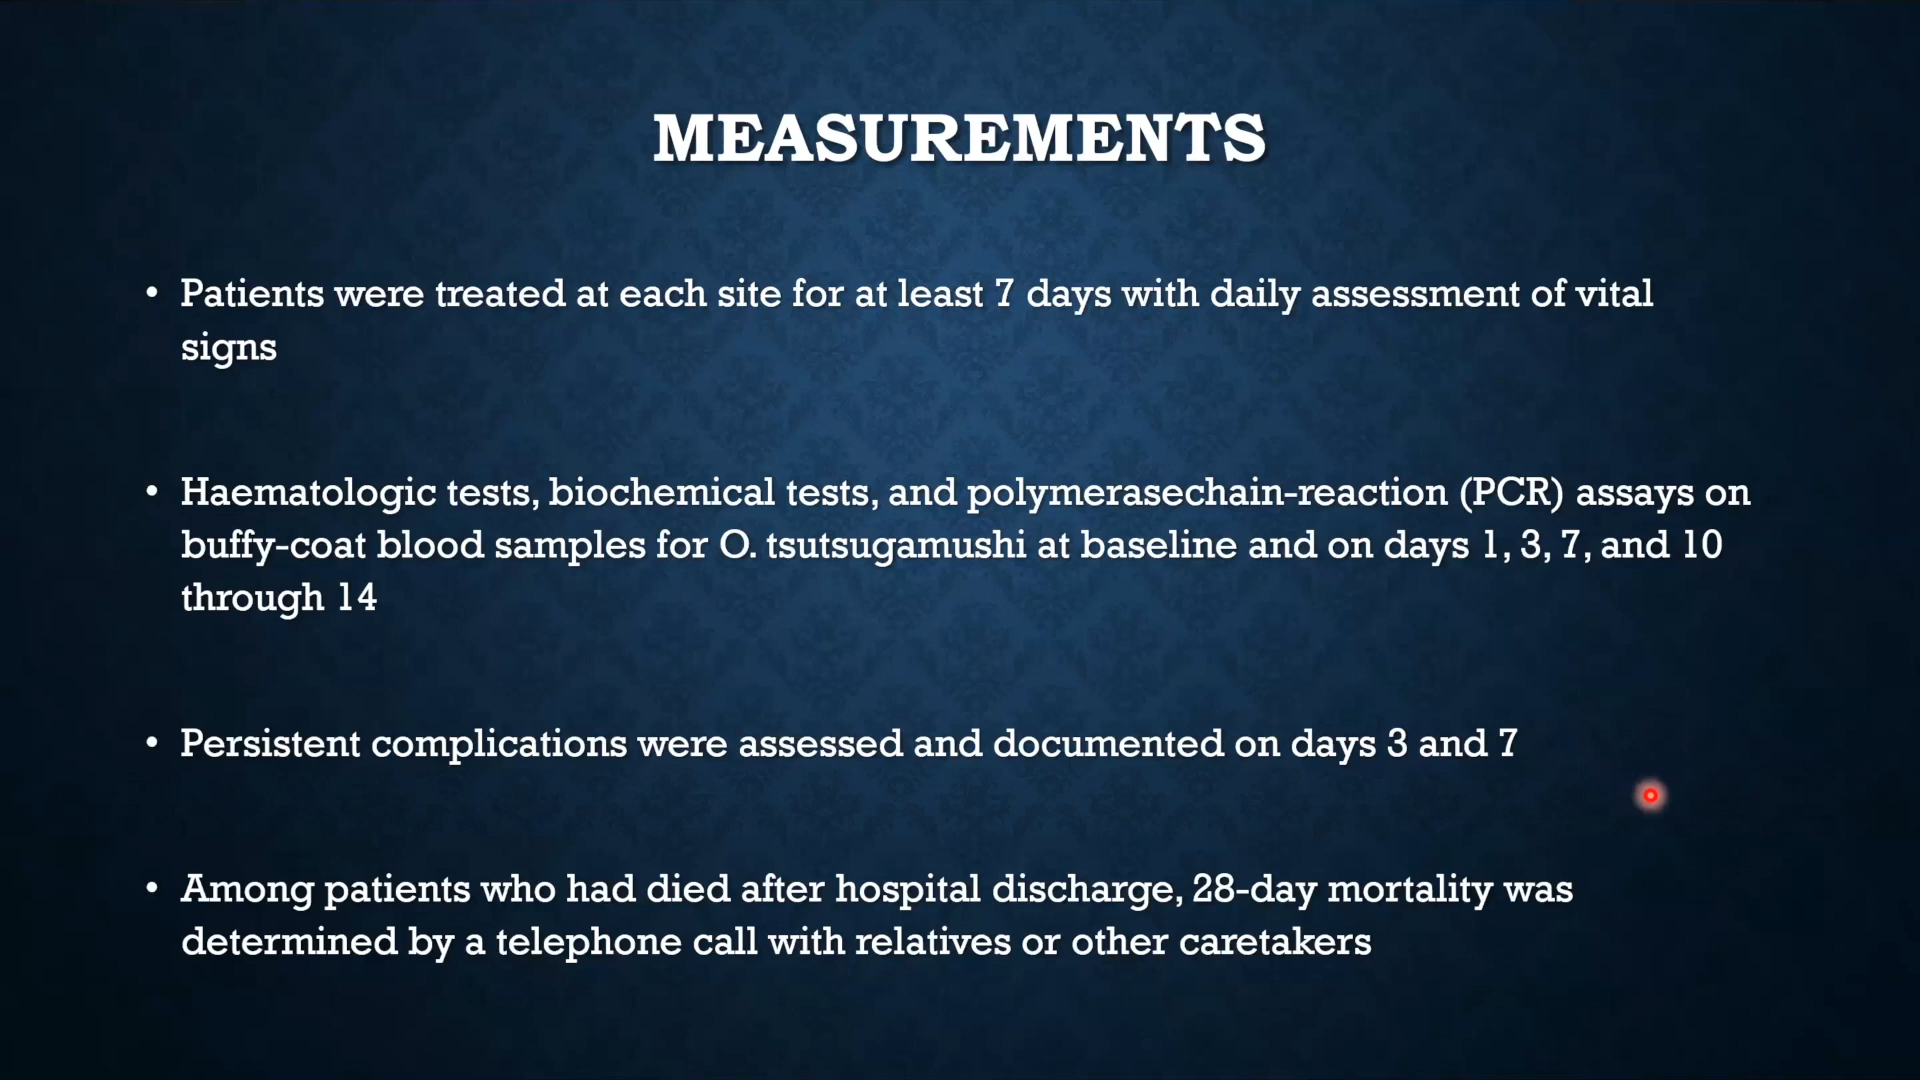 MEASUREMENTS
• Patients were treated at each site for at least 7 days with daily assessment of vital
signs
• Haematologic tests, biochemical tests, and polymerasechain-reaction (PCR) assays on
buffy-coat blood samples for O. tsutsugamushi at baseline and on days 1, 3, 7, and 10
through 14
• Persistent complications were assessed and documented on days 3 and 7
• Among patients who had died after hospital discharge, 28-day mortality was
determined by a telephone call with relatives or other caretakers